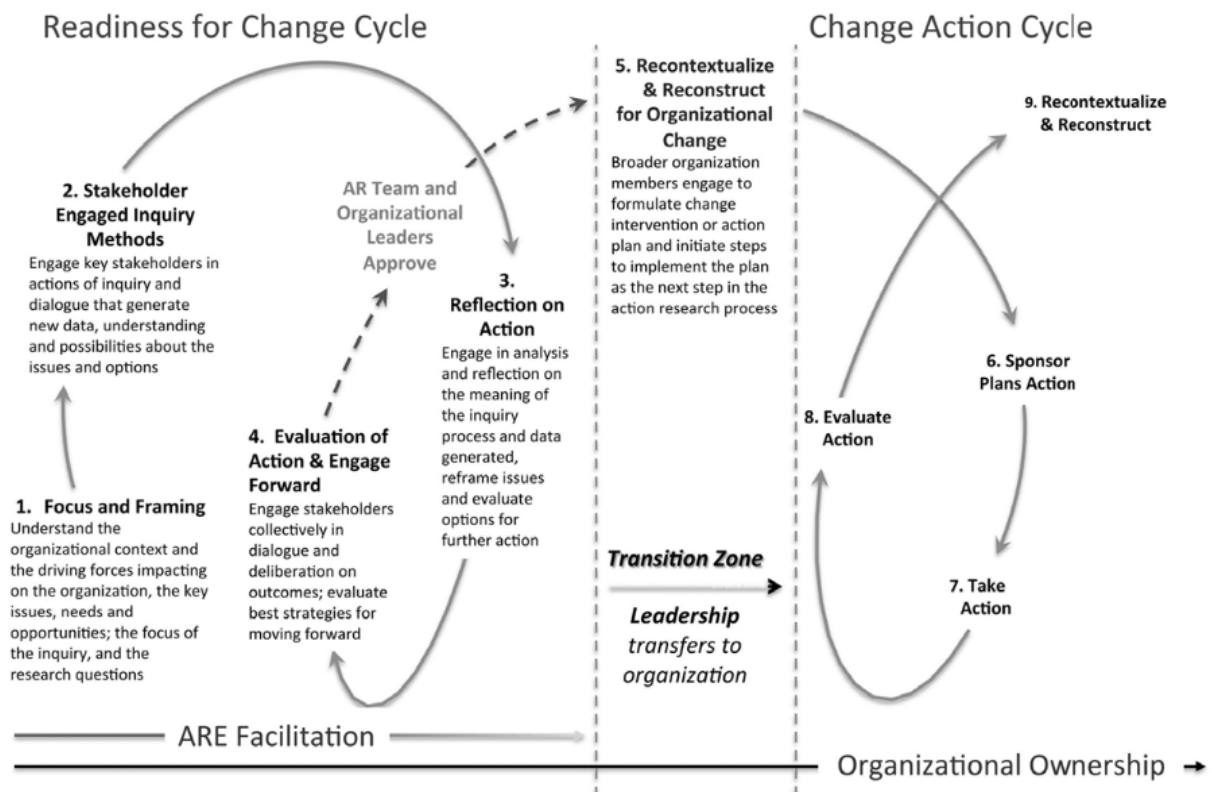 Readiness for Change Cycle
Change Action Cycle
1. Focus and Framing
Understand the
organizational context and
the driving forces impacting
on the organization, the key
issues, needs and
opportunities; the focus of
the inquiry, and the
research questions
2. Stakeholder
Engaged Inquiry
Methods
Engage key stakeholders in
actions of inquiry and
dialogue that generate
new data, understanding
and possibilities about the
issues and options
3.
Reflection on
Action
Engage in analysis
and reflection on
the meaning of
the inquiry
process and data
generated,
reframe issues
and evaluate
options for
further action
4. Evaluation of
Action & Engage
Forward
Engage stakeholders
collectively in
dialogue and
deliberation on
outcomes; evaluate
best strategies for
moving forward
AR Team and
Organizational
Leaders
Approve
5. Recontextualize
& Reconstruct
for Organizational
Change
Broader organization
members engage to
formulate change
intervention or action
plan and initiate steps
to implement the plan
as the next step in the
action research process
Transition Zone
Leadership
transfers to
organization
6. Sponsor
Plans Action
7. Take
Action
8. Evaluate
Action
9. Recontextualize
& Reconstruct
ARE Facilitation
Organizational Ownership